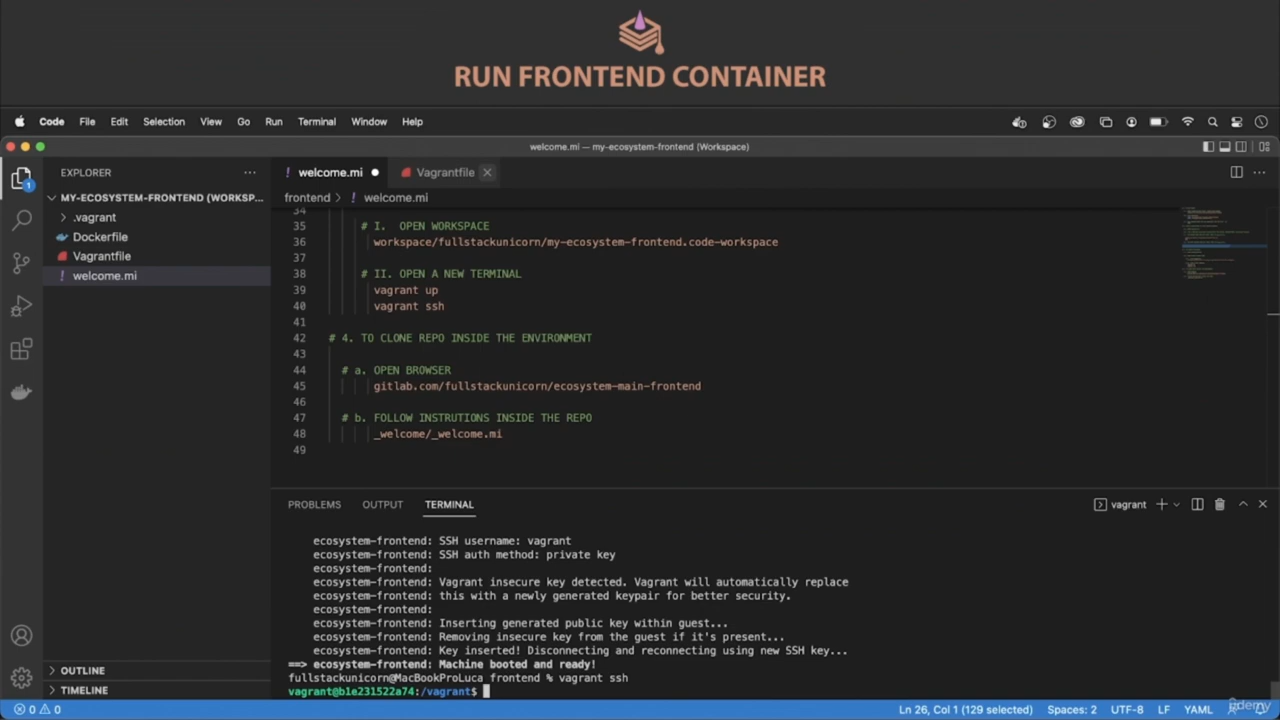 RUN FRONTEND CONTAINER
Code File Edit Selection View Go Run Terminal Window Help
welcome.mi — my-ecosystem-frontend (Workspace)
EXPLORER
MY-ECOSYSTEM-FRONTEND (WORKSP...
.vagrant
Dockerfile
Vagrantfile
! welcome.mi
OUTLINE
TIMELINE
1
! welcome.mi Vagrantfile
frontend > ! welcome.mi
34
35 # I. OPEN WORKSPACE
36 workspace/fullstackunicorn/my-ecosystem-frontend.code-workspace
37
38 # II. OPEN A NEW TERMINAL
39 vagrant up
40 vagrant ssh
41
42 # 4. TO CLONE REPO INSIDE THE ENVIRONMENT
43
44 # a. OPEN BROWSER
45 gitlab.com/fullstackunicorn/ecosystem-main-frontend
46
47 # b. FOLLOW INSTRUTIONS INSIDE THE REPO
48 _welcome/_welcome.mi
49
PROBLEMS OUTPUT TERMINAL vagrant
ecosystem-frontend: SSH username: vagrant
ecosystem-frontend: SSH auth method: private key
ecosystem-frontend:
ecosystem-frontend: Vagrant insecure key detected. Vagrant will automatically replace
ecosystem-frontend: this with a newly generated keypair for better security.
ecosystem-frontend:
ecosystem-frontend: Inserting generated public key within guest...
ecosystem-frontend: Removing insecure key from the guest if it's present...
ecosystem-frontend: Key inserted! Disconnecting and reconnecting using new SSH key...
==> ecosystem-frontend: Machine booted and ready!
fullstackunicorn@MacBookProLuca frontend % vagrant ssh
vagrant@b1e231522a74:/vagrant$
0 0 Ln 26, Col 1 (129 selected) Spaces: 2 UTF-8 LF YAML
ûdemy